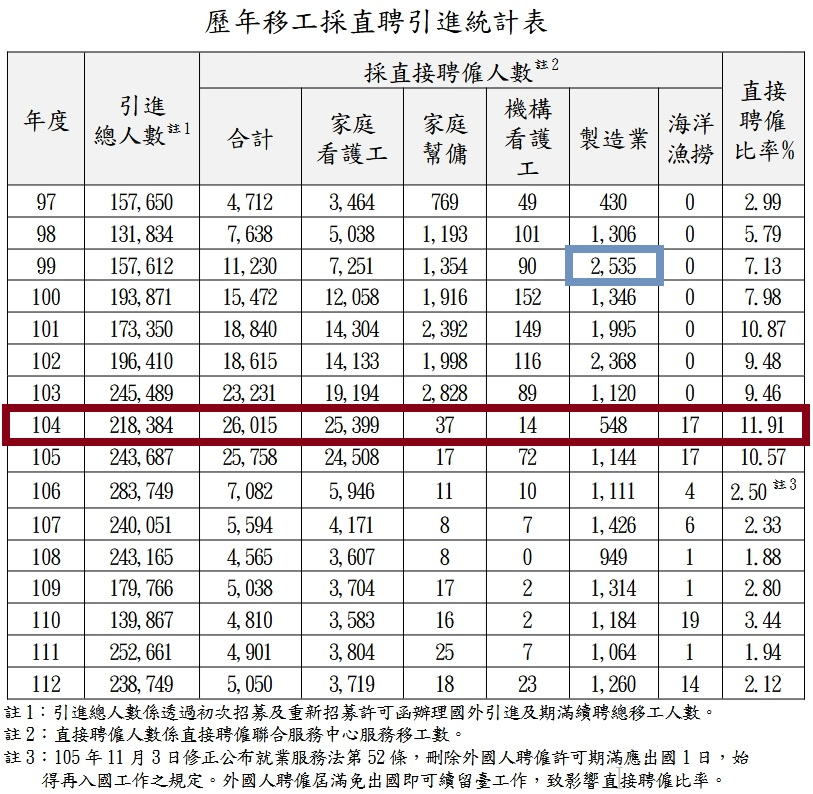 歷年移工採直聘引進統計表
年度 引進總人數註1 採直接聘僱人數註2 直接聘僱比率%
合計 家庭看護工 家庭幫傭 機構看護工 製造業 海洋漁撈
97 157,650 4,712 3,464 769 49 430 0 2.99
98 131,834 7,638 5,038 1,193 101 1,306 0 5.79
99 157,612 11,230 7,251 1,354 90 2,535 0 7.13
100 193,871 15,472 12,058 1,916 152 1,346 0 7.98
101 173,350 18,840 14,304 2,392 149 1,995 0 10.87
102 196,410 18,615 14,133 1,998 116 2,368 0 9.48
103 245,489 23,231 19,194 2,828 89 1,120 0 9.46
104 218,384 26,015 25,399 37 14 548 17 11.91
105 243,687 25,758 24,508 17 72 1,144 17 10.57
106 283,749 7,082 5,946 11 10 1,111 4 2.50註3
107 240,051 5,594 4,171 8 7 1,426 6 2.33
108 243,165 4,565 3,607 8 0 949 1 1.88
109 179,766 5,038 3,704 17 2 1,314 1 2.80
110 139,867 4,810 3,583 16 2 1,184 19 3.44
111 252,661 4,901 3,804 25 7 1,064 1 1.94
112 238,749 5,050 3,719 18 23 1,260 14 2.12
註1：引進總人數係透過初次招募及重新招募許可函辦理國外引進及期滿續聘總移工人數。
註2：直接聘僱人數係直接聘僱聯合服務中心服務移工數。
註3：105年11月3日修正公布就業服務法第52條，刪除外國人聘僱許可期滿應出國1日，始
得再入國工作之規定。外國人聘僱屆滿免出國即可續留臺工作，致影響直接聘僱比率。